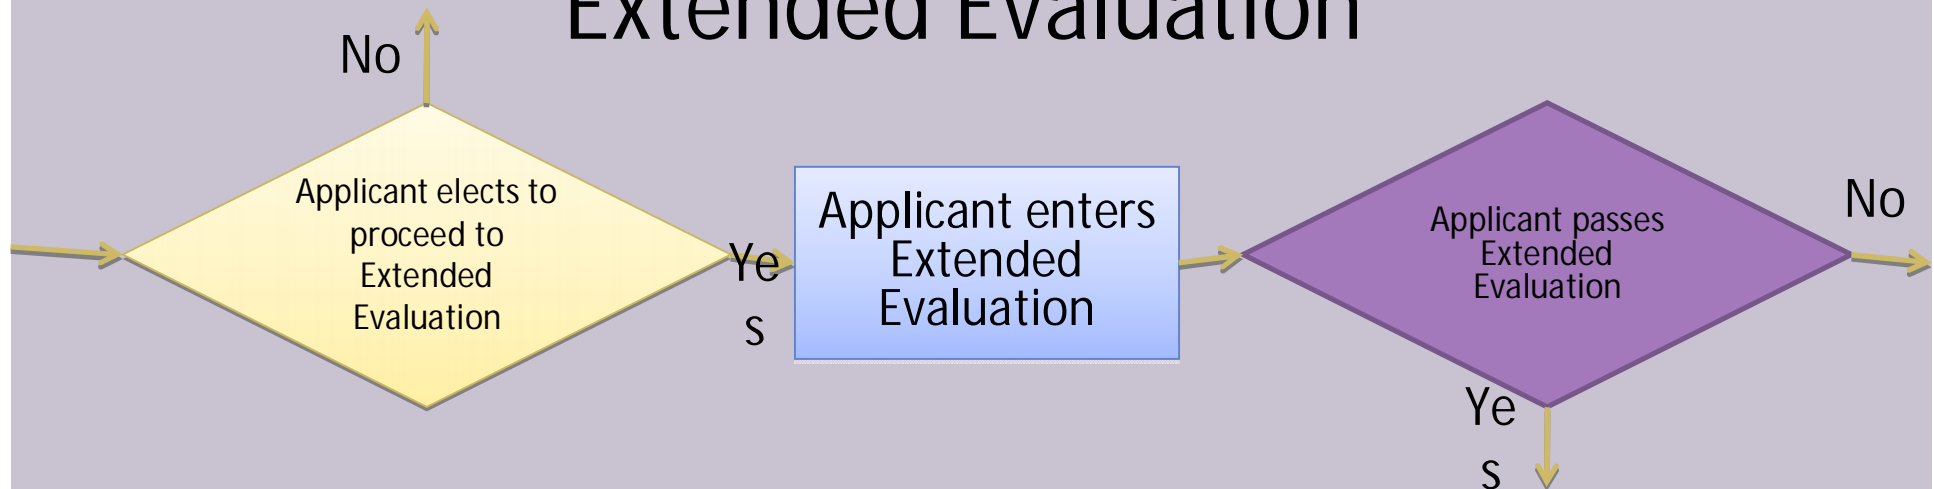 Extended Evaluation
No
Applicant elects to
proceed to
Extended
Evaluation
Ye
s
Applicant enters
Extended
Evaluation
Applicant passes
Extended
Evaluation
No
Ye
s